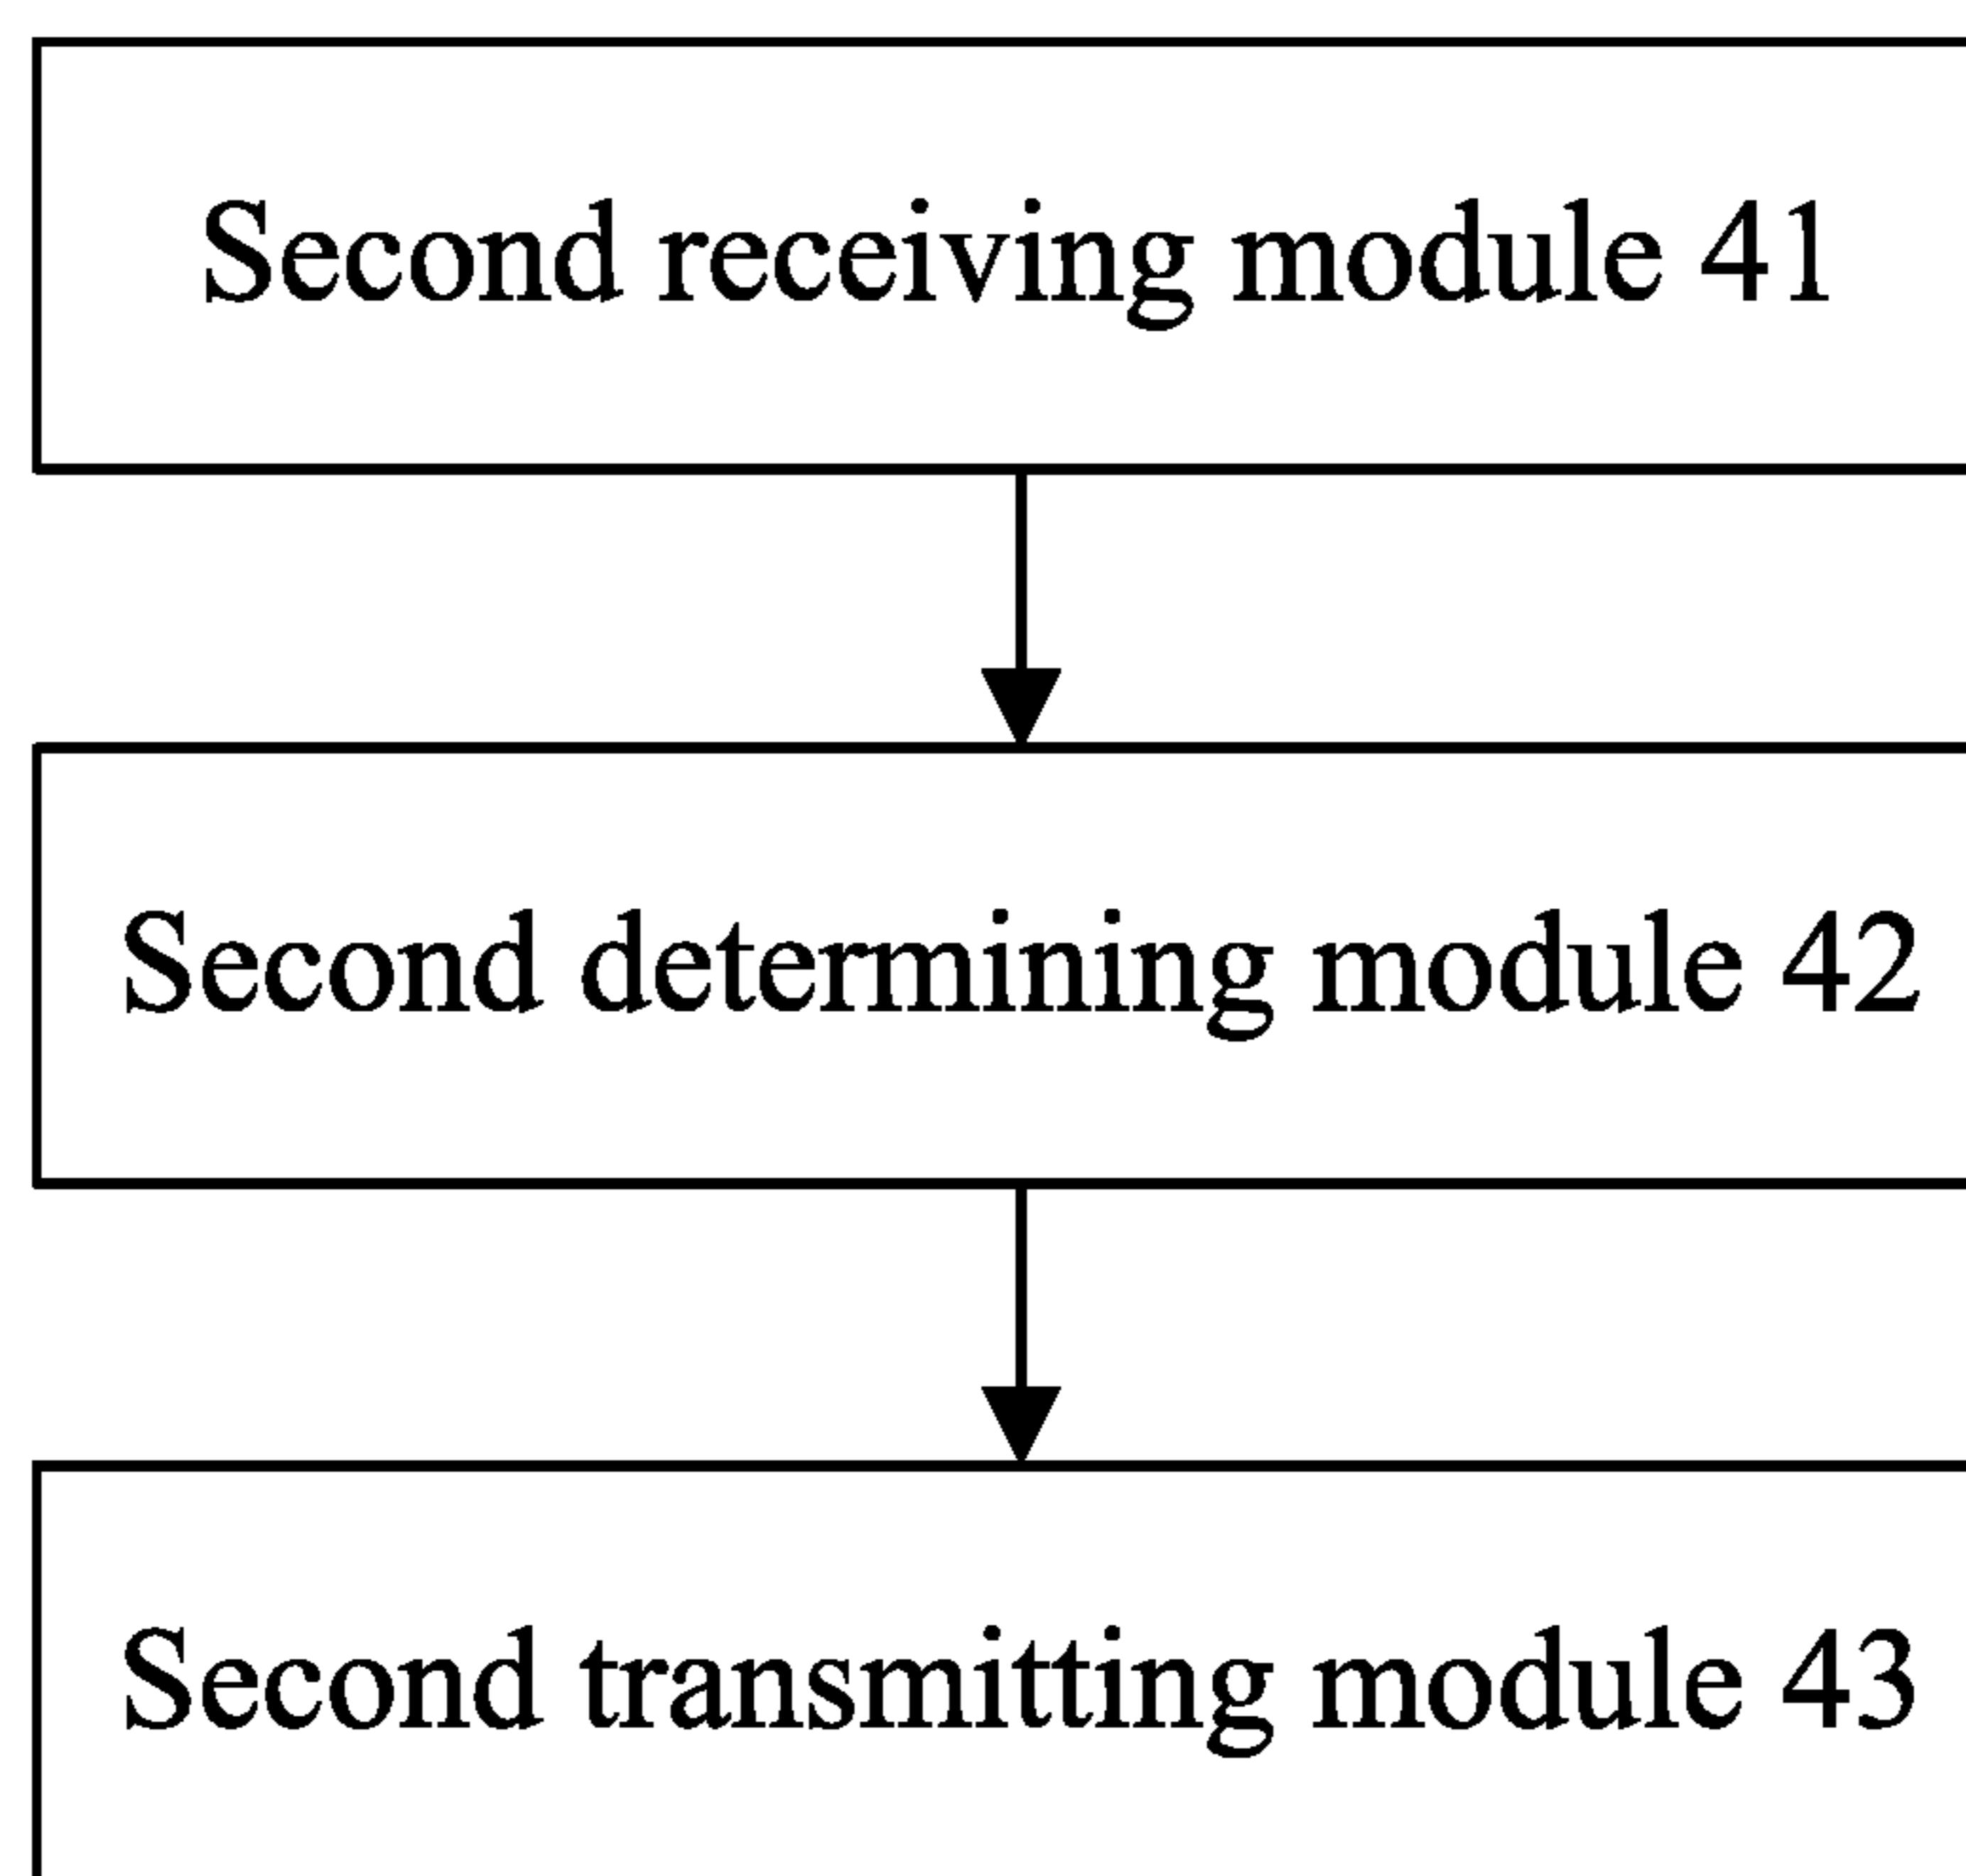 Second receiving module 41
Second determining module 42
Second transmitting module 43